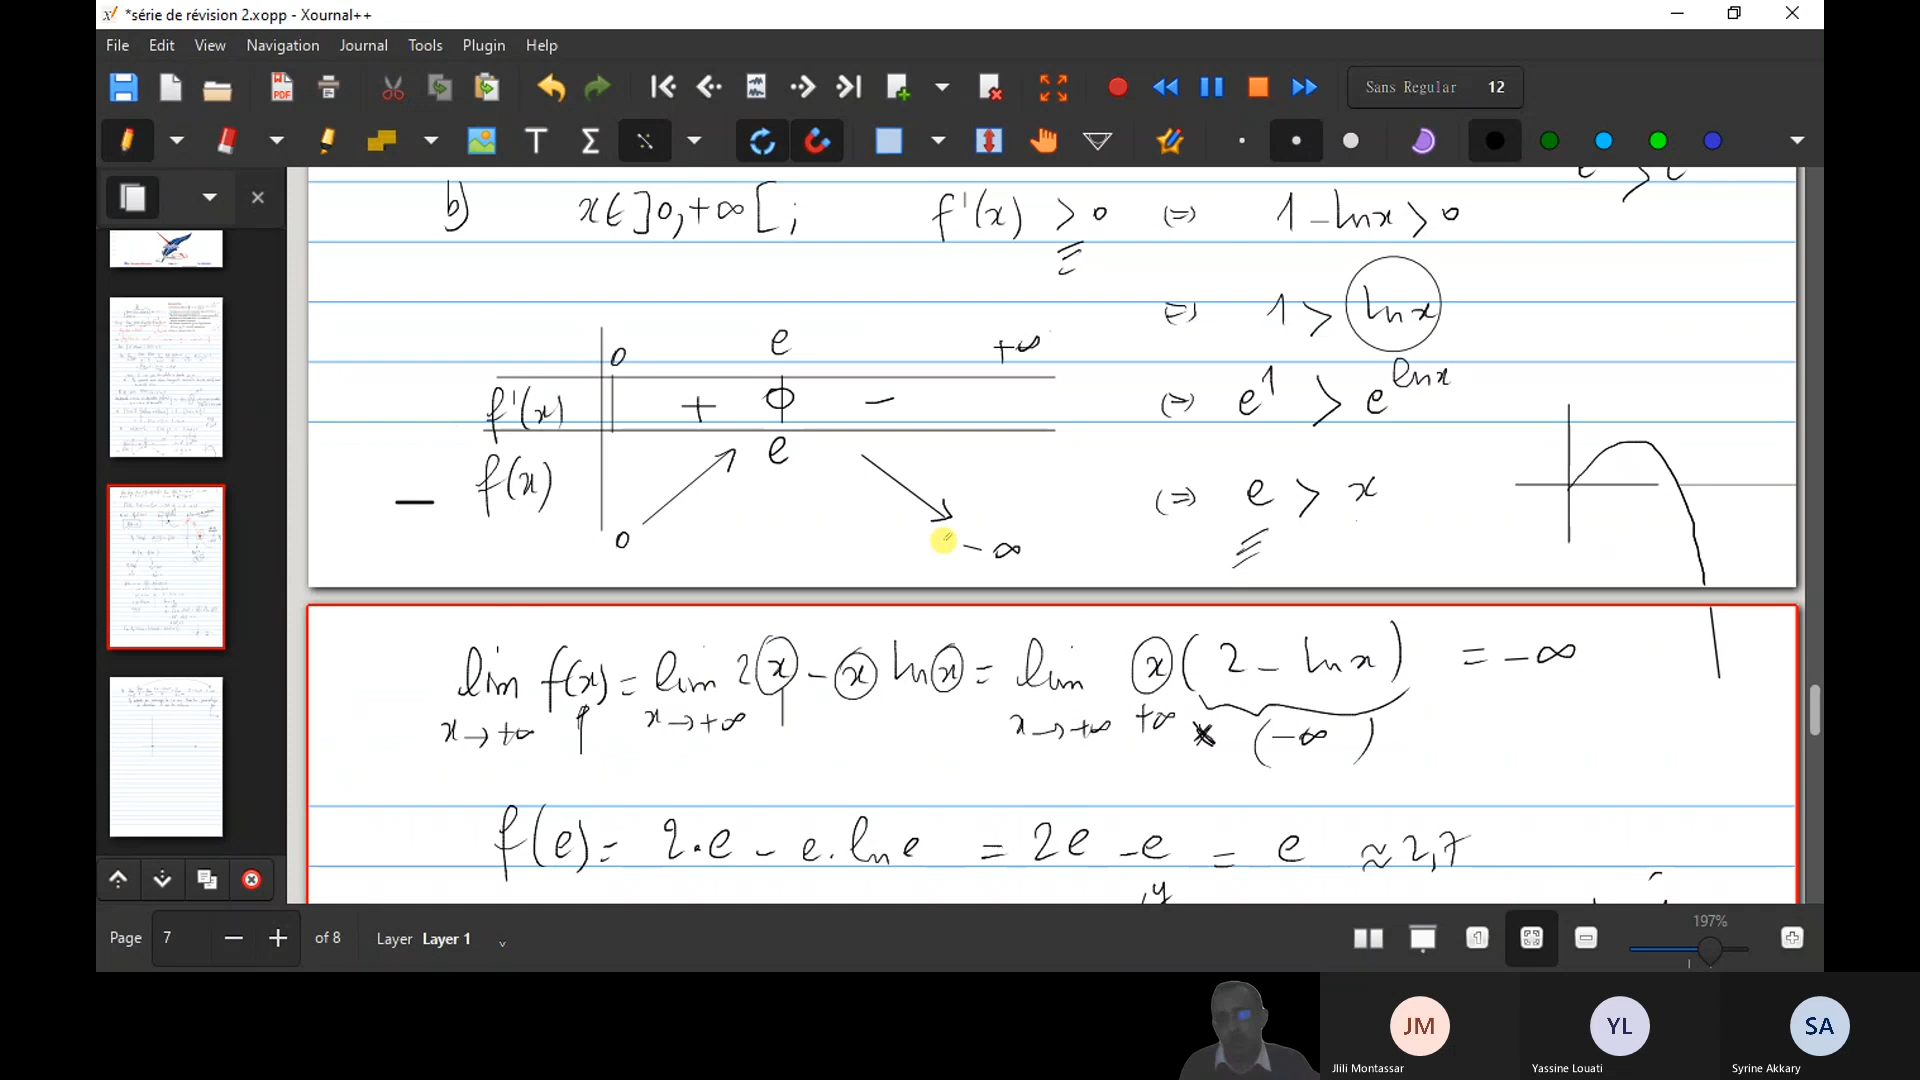 *série de révision 2.xopp - Xournal++
File Edit View Navigation Journal Tools Plugin Help
Sans Regular 12
b) x ∈ ]0,+∞[ ; f'(x) > 0 ⇔ 1 - ln x > 0
⇔ 1 > ln x
0 e +∞
f'(x) + 0 -
⇔ e^1 > e^{ln x}
f(x) e
⇔ e > x
0 - ∞
lim f(x) = lim 2x - x ln x = lim x (2 - ln x) = -∞
x → +∞ x → +∞ x → +∞ +∞ × (-∞)
f(e) = 2.e - e.ln e = 2e - e = e ≈ 2,7
y
Page 7 of 8 Layer Layer 1 197%
JM YL SA
Jlili Montassar Yassine Louati Syrine Akkary